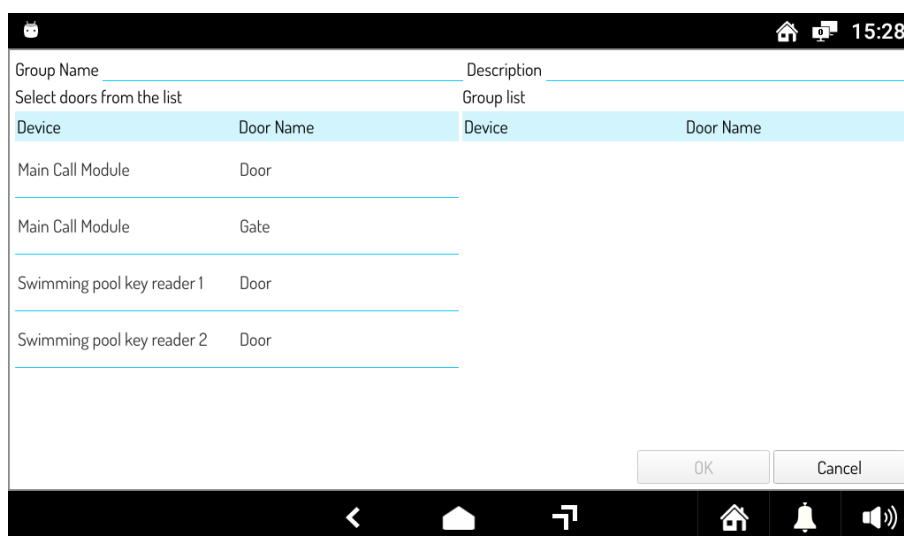 15:28
Group Name Description
Select doors from the list Group list
Device Door Name Device Door Name
Main Call Module Door
Main Call Module Gate
Swimming pool key reader 1 Door
Swimming pool key reader 2 Door
OK Cancel